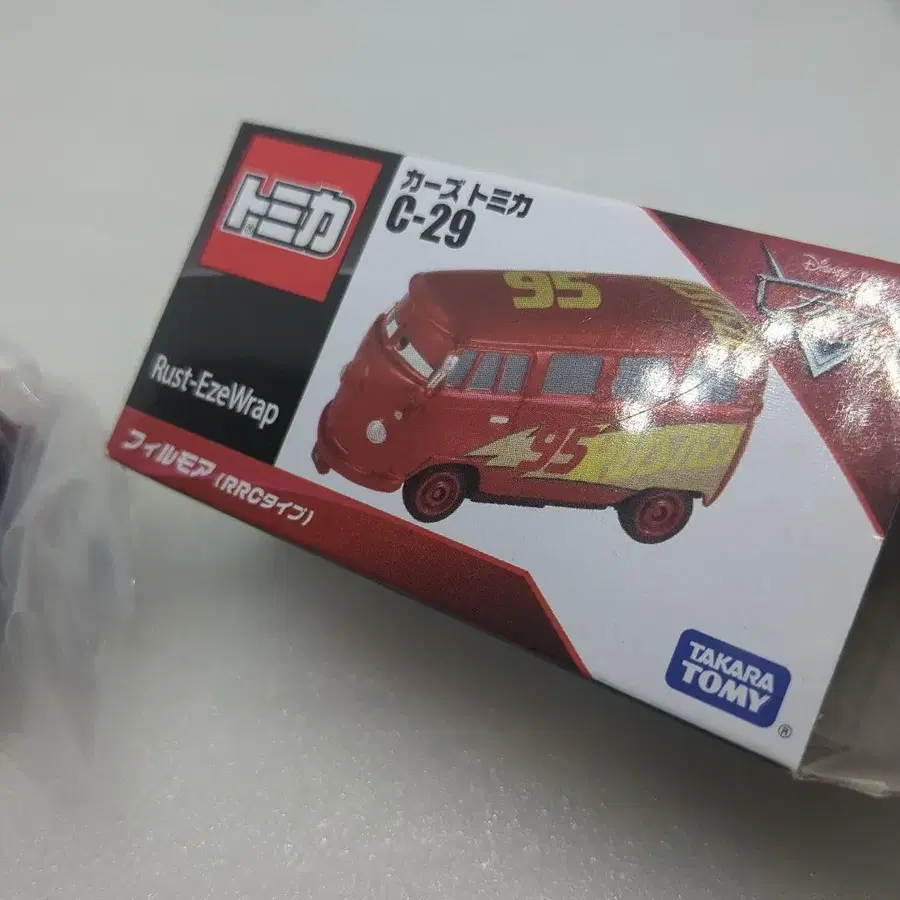 トミカ
®
カーズ トミカ
C-29
Disney
95
Rust-EzeWrap
95
フィルモア (RRCタイプ)
TAKARA
TOMY
®